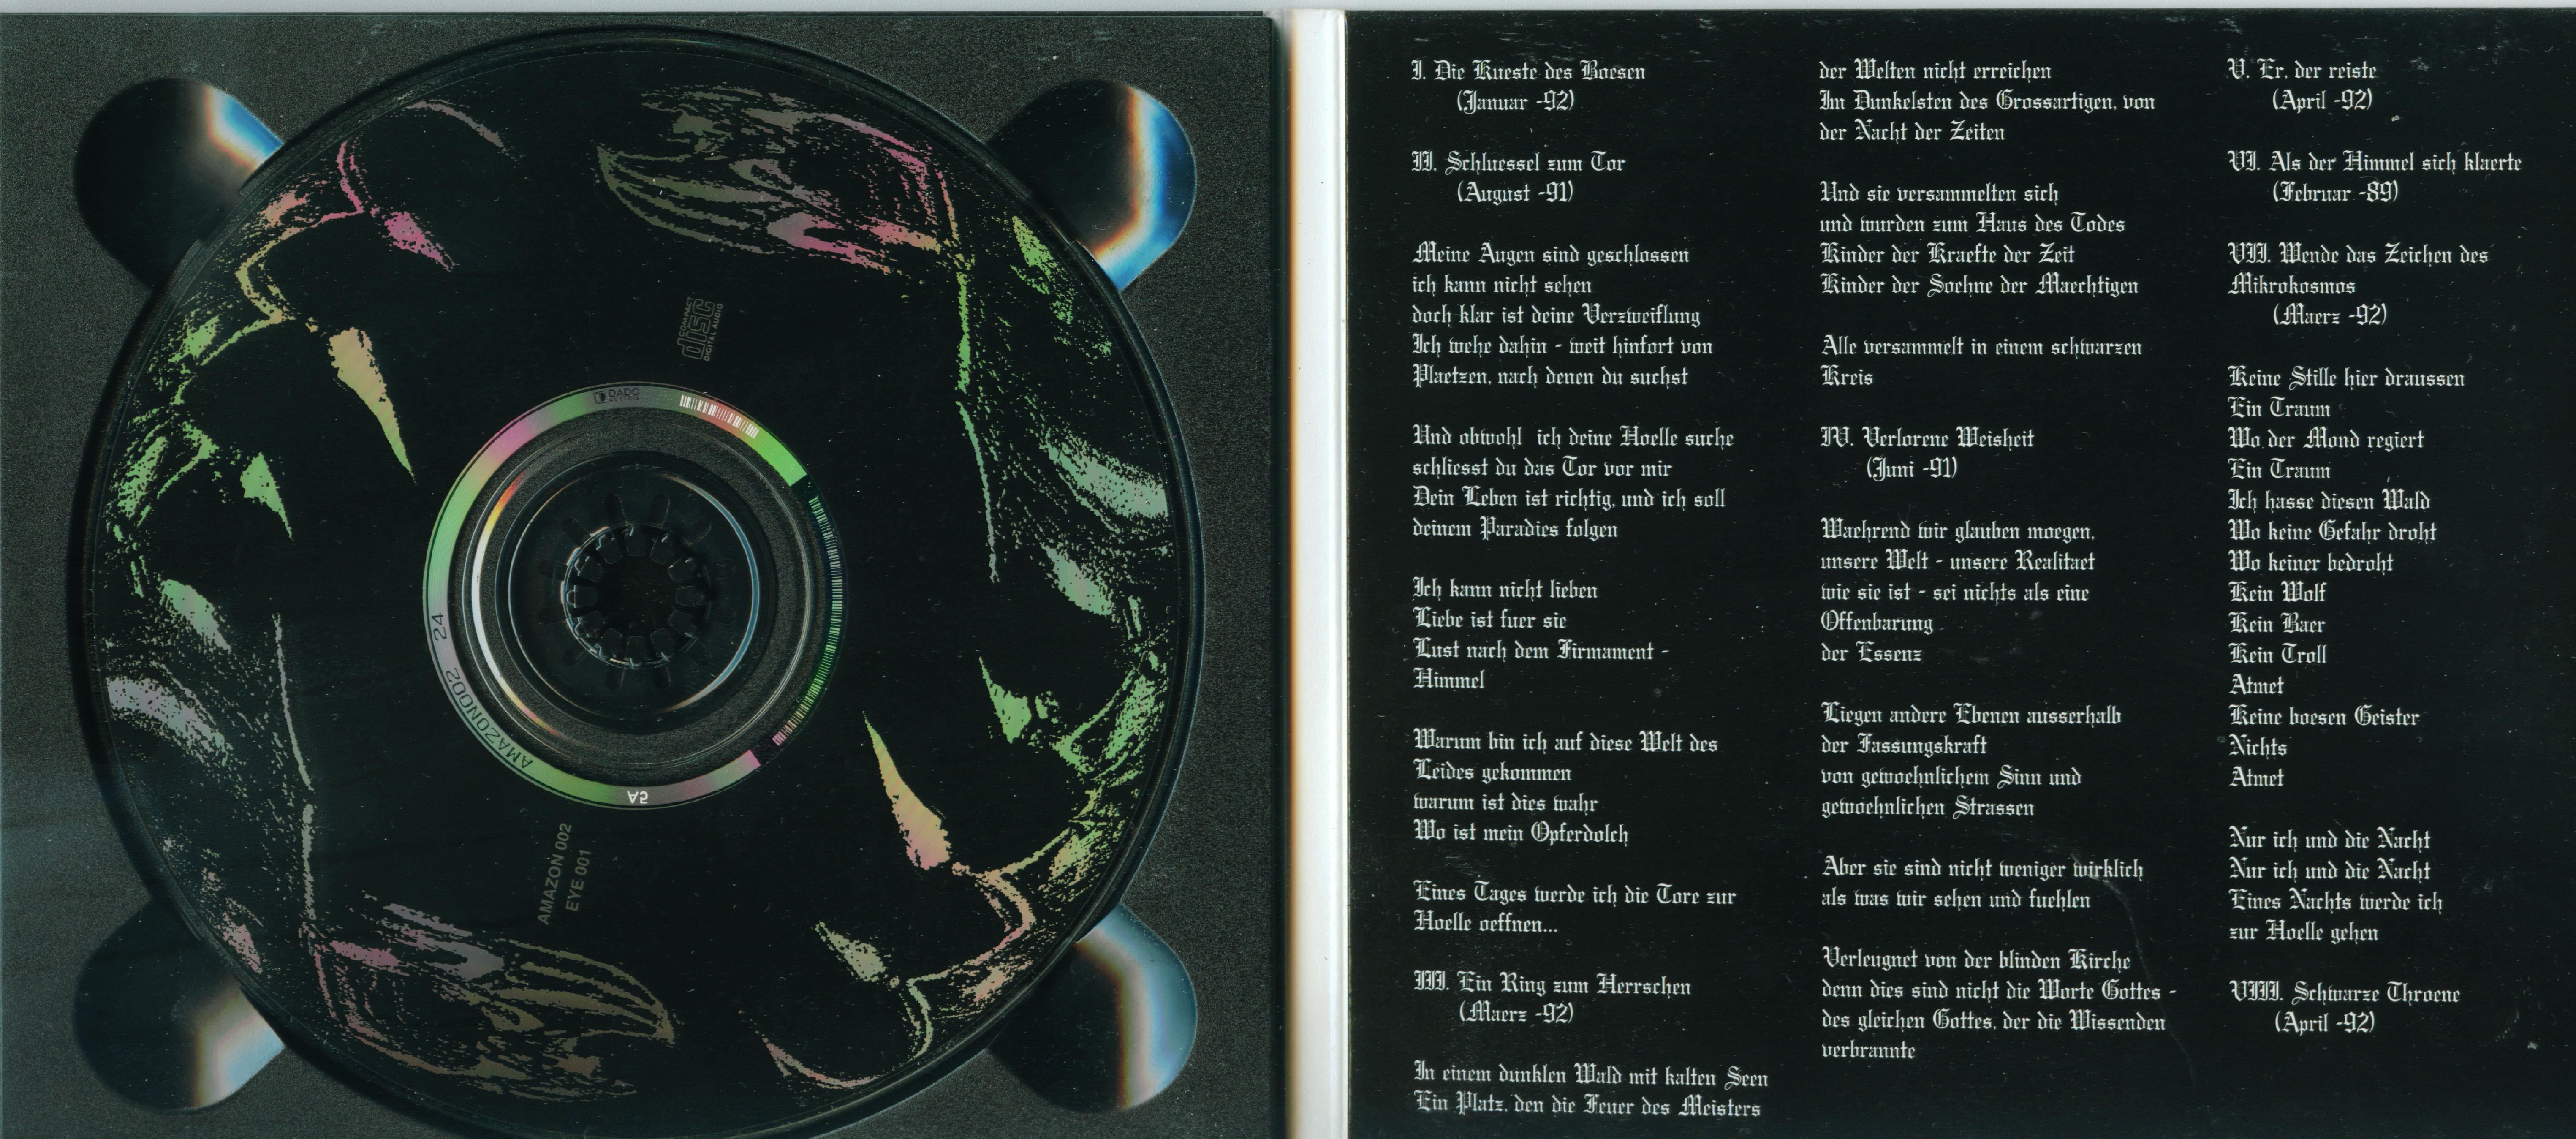 COMPACT
disc
DIGITAL AUDIO
DADC
AUSTRIA
AMAZON002 24
5A
AMAZON 002
EYE 001
I. Die Kueste des Boesen
(Januar -92)
II. Schluessel zum Tor
(August -91)
Meine Augen sind geschlossen
ich kann nicht sehen
doch klar ist deine Verzweiflung
Ich wehe dahin - weit hinfort von
Plaetzen, nach denen du suchst
Und obwohl ich deine Hoelle suche
schliesst du das Tor vor mir
Dein Leben ist richtig, und ich soll
deinem Paradies folgen
Ich kann nicht lieben
Liebe ist fuer sie
Lust nach dem Firmament -
Himmel
Warum bin ich auf diese Welt des
Leides gekommen
warum ist dies wahr
Wo ist mein Opferdolch
Eines Tages werde ich die Tore zur
Hoelle oeffnen...
III. Ein Ring zum Herrschen
(Maerz -92)
In einem dunklen Wald mit kalten Seen
Ein Platz, den die Feuer des Meisters
der Welten nicht erreichen
Im Dunkelsten des Grossartigen, von
der Nacht der Zeiten
Und sie versammelten sich
und wurden zum Haus des Todes
Kinder der Kraefte der Zeit
Kinder der Soehne der Maechtigen
Alle versammelt in einem schwarzen
Kreis
IV. Verlorene Weisheit
(Juni -91)
Waehrend wir glauben moegen,
unsere Welt - unsere Realitaet
wie sie ist - sei nichts als eine
Offenbarung
der Essenz
Liegen andere Ebenen ausserhalb
der Fassungskraft
von gewoehnlichem Sinn und
gewoehnlichen Strassen
Aber sie sind nicht weniger wirklich
als was wir sehen und fuehlen
Verleugnet von der blinden Kirche
denn dies sind nicht die Worte Gottes -
des gleichen Gottes, der die Wissenden
verbrannte
V. Er, der reiste
(April -92)
VI. Als der Himmel sich klaerte
(Februar -89)
VII. Wende das Zeichen des
Mikrokosmos
(Maerz -92)
Keine Stille hier draussen
Ein Traum
Wo der Mond regiert
Ein Traum
Ich hasse diesen Wald
Wo keine Gefahr droht
Wo keiner bedroht
Kein Wolf
Kein Baer
Kein Troll
Atmet
Keine boesen Geister
Nichts
Atmet
Nur ich und die Nacht
Nur ich und die Nacht
Eines Nachts werde ich
zur Hoelle gehen
VIII. Schwarze Throene
(April -92)